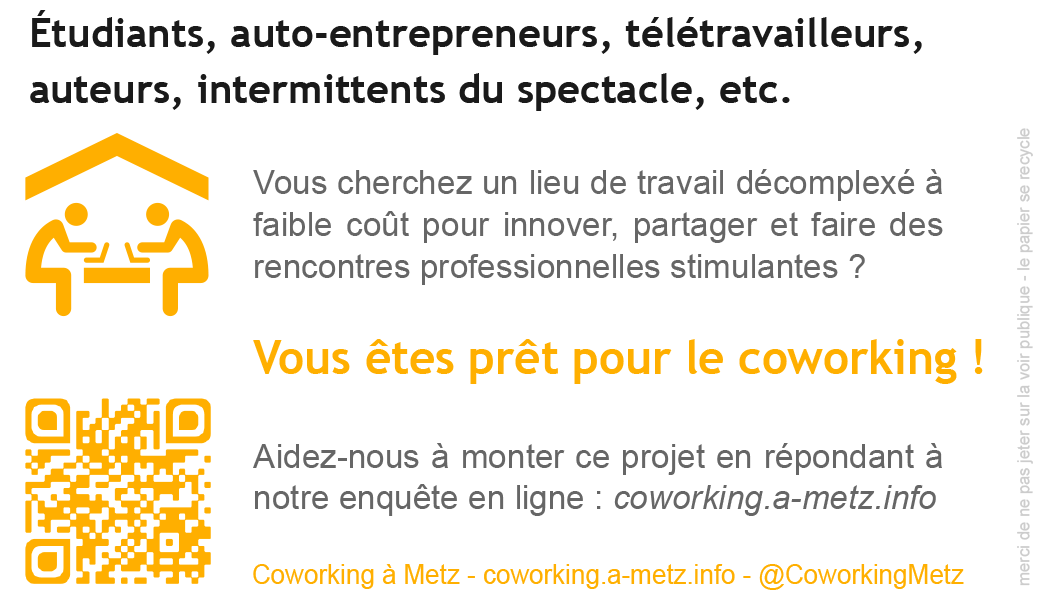 Étudiants, auto-entrepreneurs, télétravailleurs,
auteurs, intermittents du spectacle, etc.
Vous cherchez un lieu de travail décomplexé à
faible coût pour innover, partager et faire des
rencontres professionnelles stimulantes ?
Vous êtes prêt pour le coworking !
Aidez-nous à monter ce projet en répondant à
notre enquête en ligne : coworking.a-metz.info
Coworking à Metz - coworking.a-metz.info - @CoworkingMetz
merci de ne pas jeter sur la voir publique - le papier se recycle